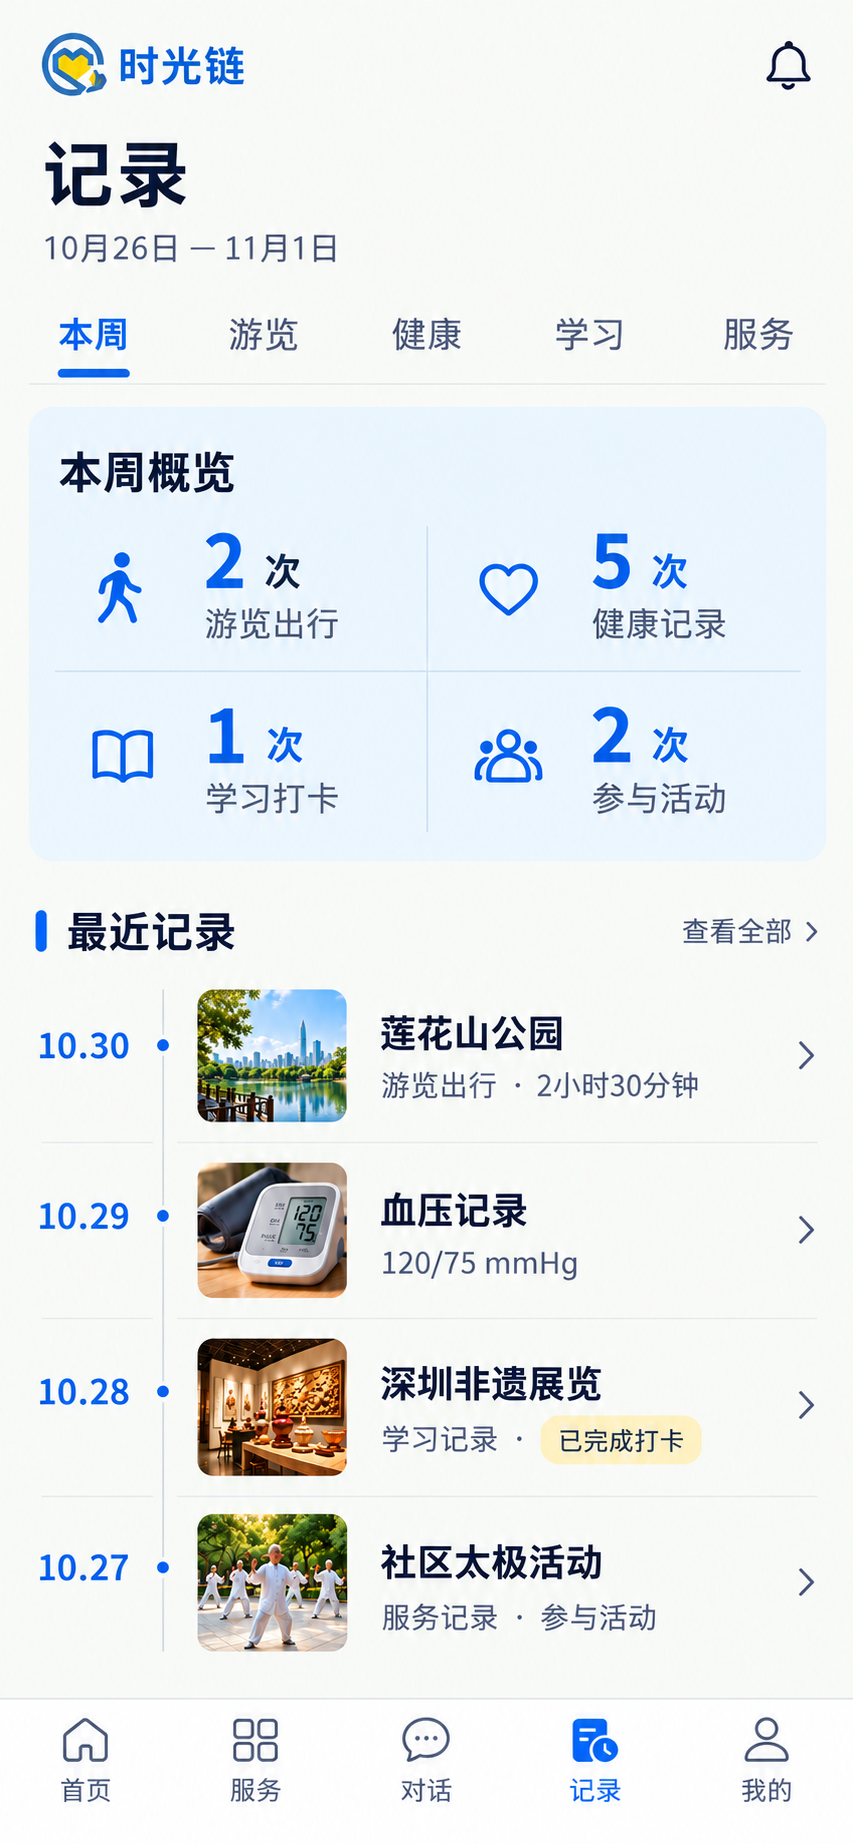 时光链
记录
10月26日 — 11月1日
本周 游览 健康 学习 服务
本周概览
2 次
游览出行
5 次
健康记录
1 次
学习打卡
2 次
参与活动
最近记录
查看全部
10.30
莲花山公园
游览出行 · 2小时30分钟
10.29
120
75
血压记录
120/75 mmHg
10.28
深圳非遗展览
学习记录 · 已完成打卡
10.27
社区太极活动
服务记录 · 参与活动
首页 服务 对话 记录 我的